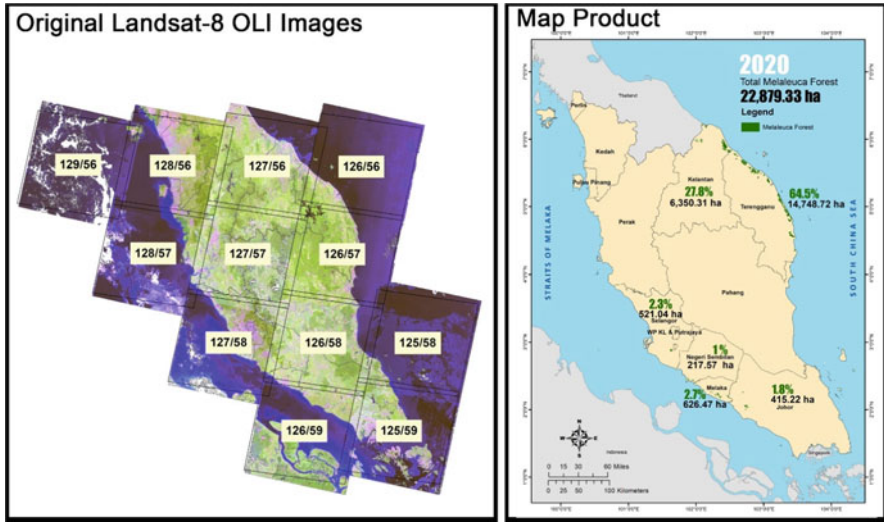 Original Landsat-8 OLI Images
129/56
128/56
127/56
126/56
128/57
127/57
126/57
127/58
126/58
125/58
126/59
125/59
Map Product
2020
Total Melaleuca Forest
22,879.33 ha
Legend
Melaleuca Forest
Thailand
Perlis
Kedah
Pulau Pinang
Perak
Kelantan
27.8%
6,350.31 ha
Terengganu
64.5%
14,748.72 ha
STRAITS OF MELAKA
SOUTH CHINA SEA
Pahang
2.3%
521.04 ha
Selangor
WP KL & Putrajaya
1%
Negeri Sembilan
217.57 ha
Melaka
2.7%
626.47 ha
1.8%
415.22 ha
Johor
Singapore
Indonesia
N
W E
S
0 15 30 60 Miles
0 25 50 100 Kilometers